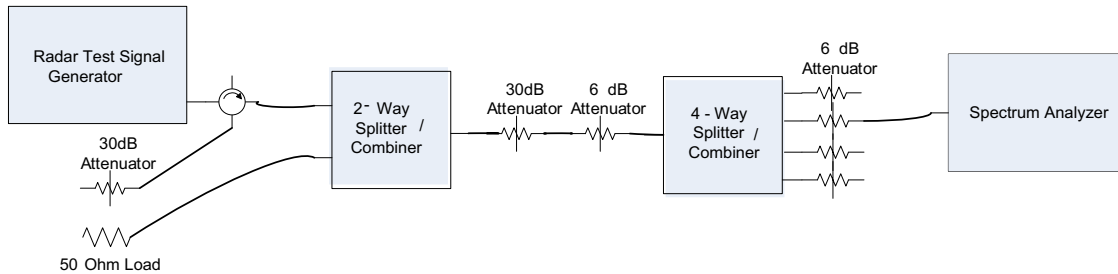 Radar Test Signal
Generator
30dB
Attenuator
50 Ohm Load
2- Way
Splitter /
Combiner
30dB
Attenuator
6 dB
Attenuator
4 - Way
Splitter /
Combiner
6 dB
Attenuator
Spectrum Analyzer